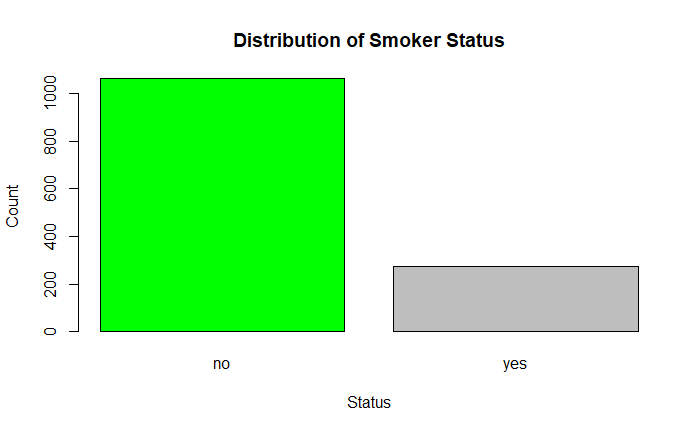 Distribution of Smoker Status
Count
1000
800
600
400
200
0
no
yes
Status